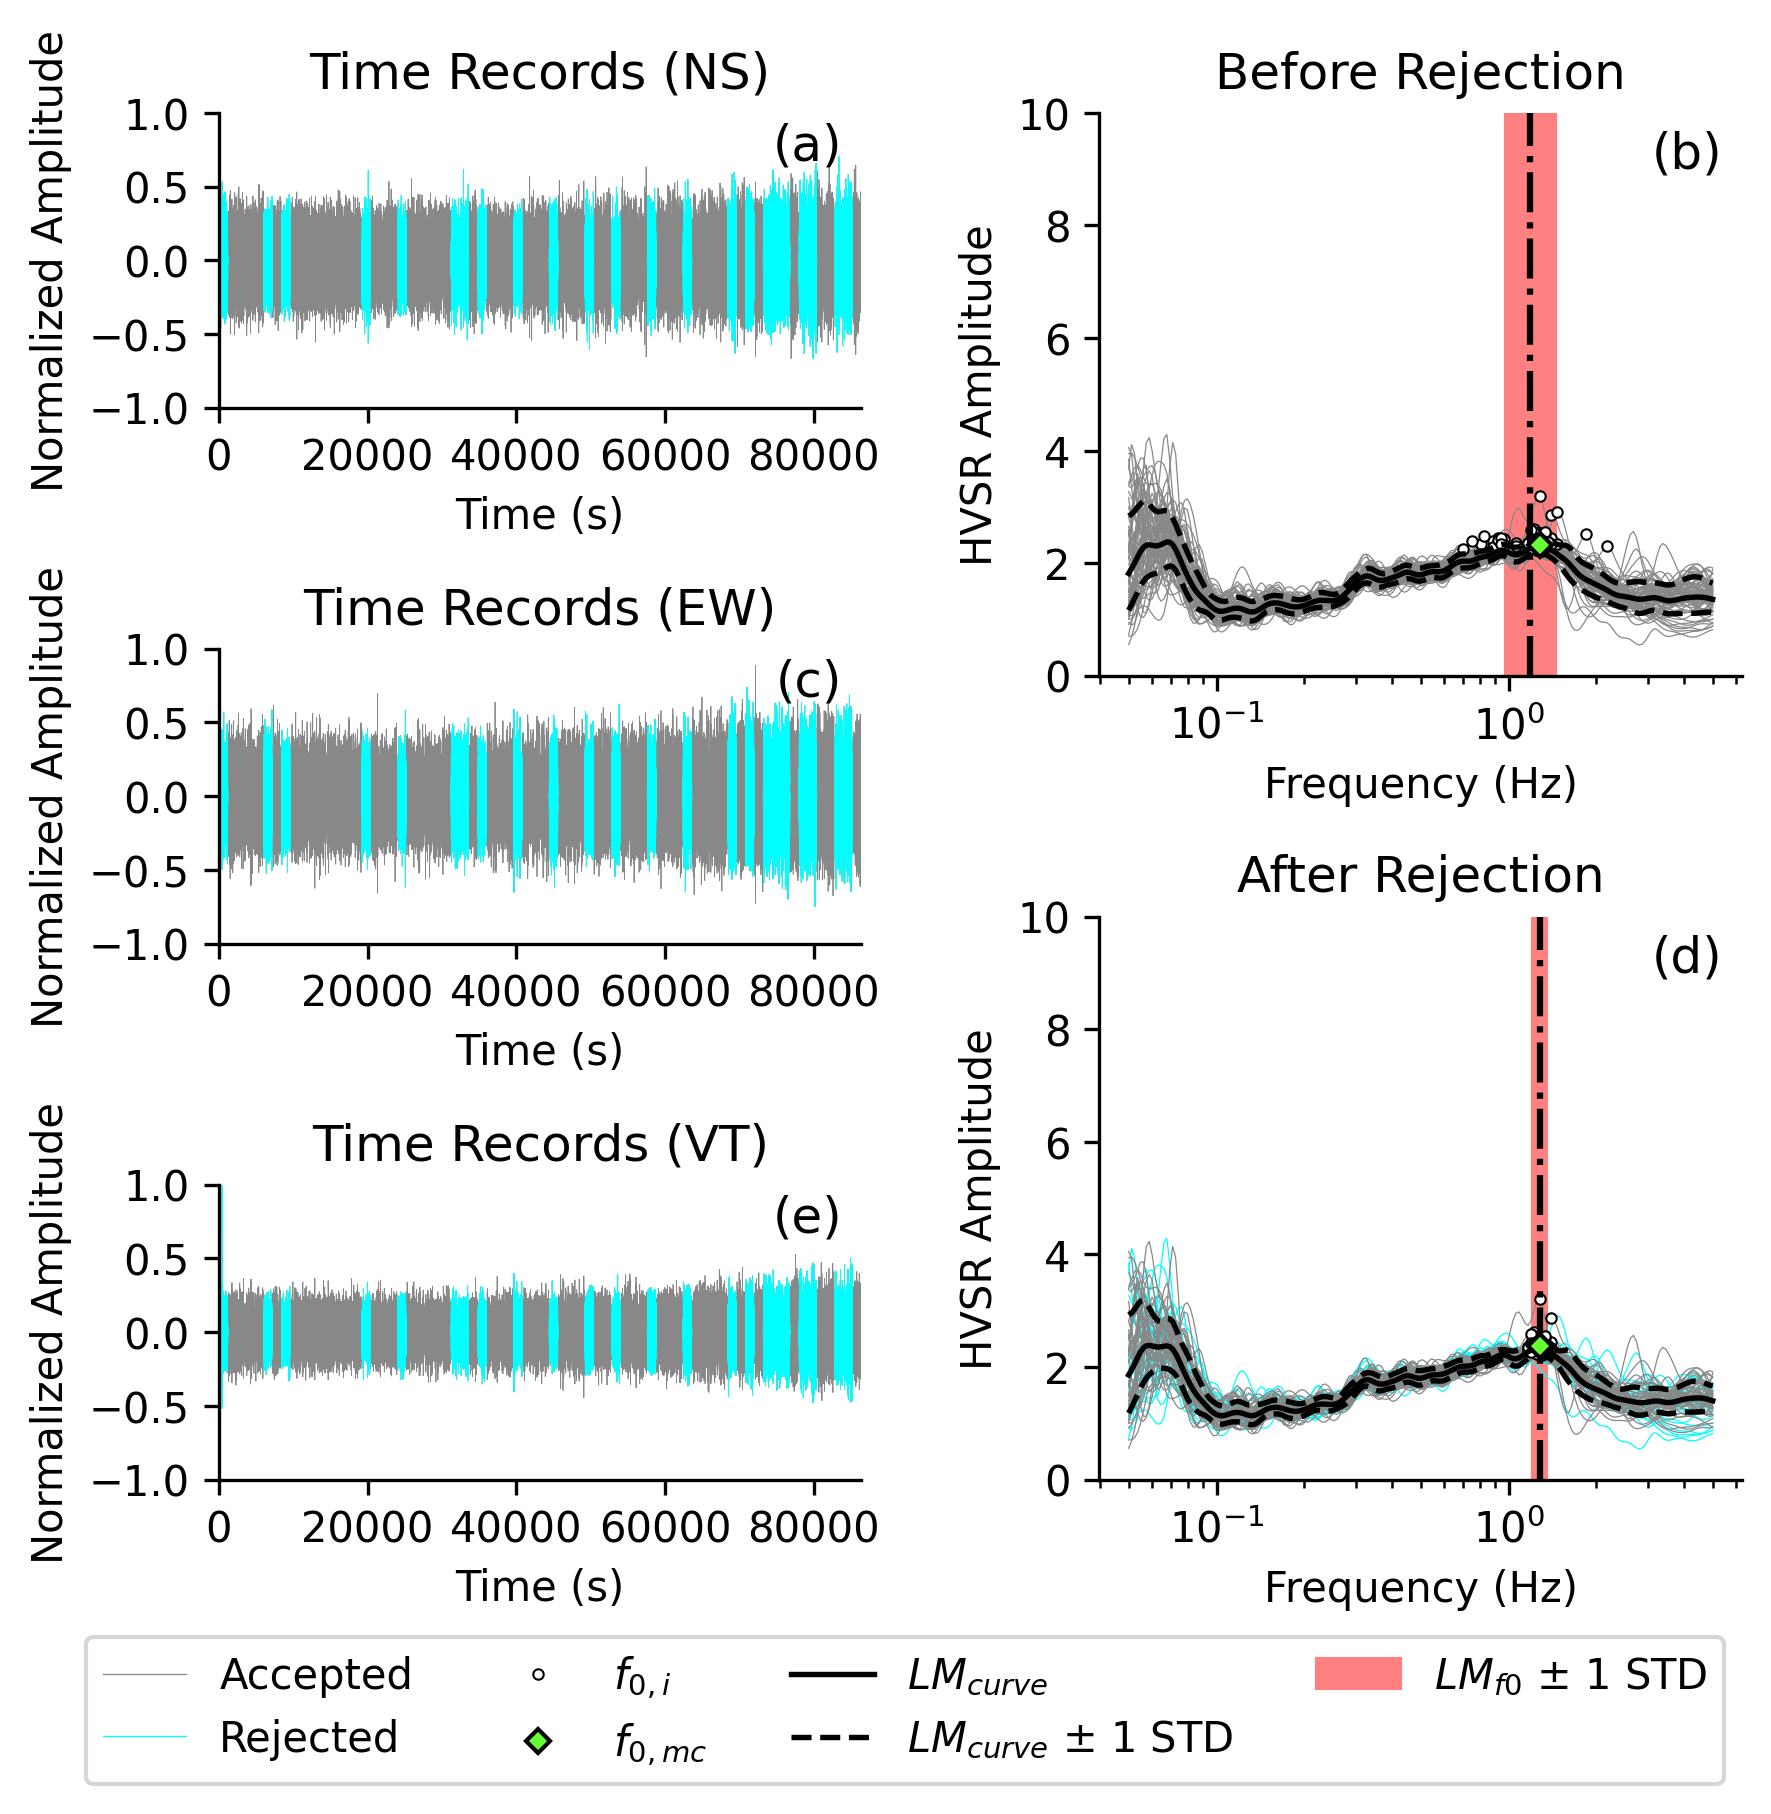 Time Records (NS)
Normalized Amplitude
1.0
0.5
0.0
−0.5
−1.0
(a)
0 20000 40000 60000 80000
Time (s)
Before Rejection
HVSR Amplitude
10
8
6
4
2
0
(b)
10⁻¹ 10⁰
Frequency (Hz)
Time Records (EW)
Normalized Amplitude
1.0
0.5
0.0
−0.5
−1.0
(c)
0 20000 40000 60000 80000
Time (s)
After Rejection
HVSR Amplitude
10
8
6
4
2
0
(d)
10⁻¹ 10⁰
Frequency (Hz)
Time Records (VT)
Normalized Amplitude
1.0
0.5
0.0
−0.5
−1.0
(e)
0 20000 40000 60000 80000
Time (s)
Accepted
Rejected
f0,i
f0,mc
LMcurve
LMcurve ± 1 STD
LMf0 ± 1 STD